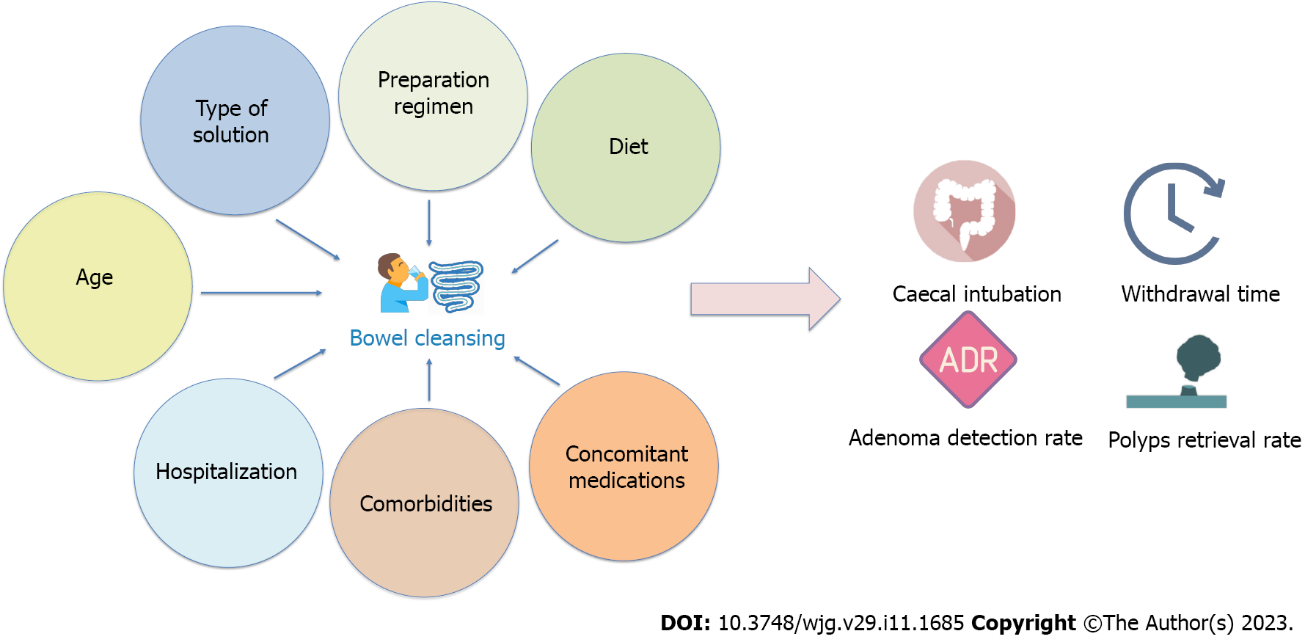 Preparation
regimen
Type of
solution
Diet
Age
Bowel cleansing
Hospitalization
Comorbidities
Concomitant
medications
Caecal intubation
Withdrawal time
ADR
Adenoma detection rate
Polyps retrieval rate
DOI: 10.3748/wjg.v29.i11.1685 Copyright ©The Author(s) 2023.